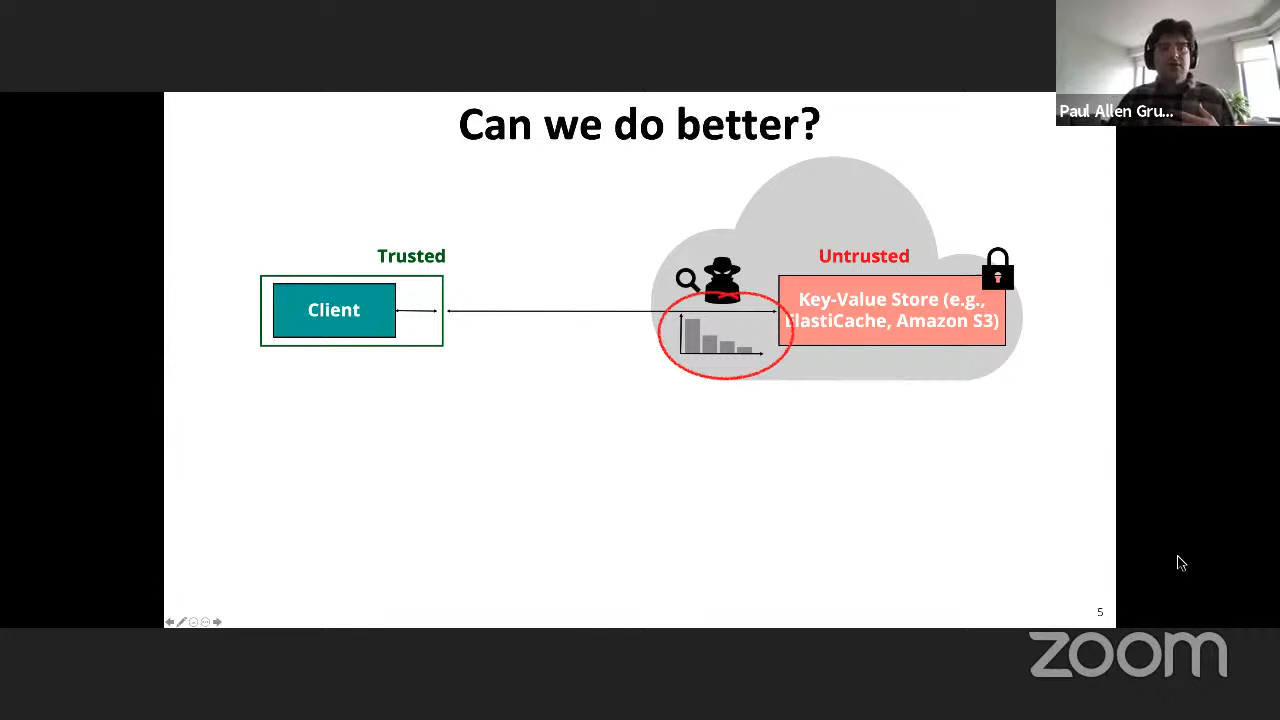 Paul Allen Gru...
Can we do better?
Trusted
Untrusted
Client
Key-Value Store (e.g.,
ElastiCache, Amazon S3)
5
zoom